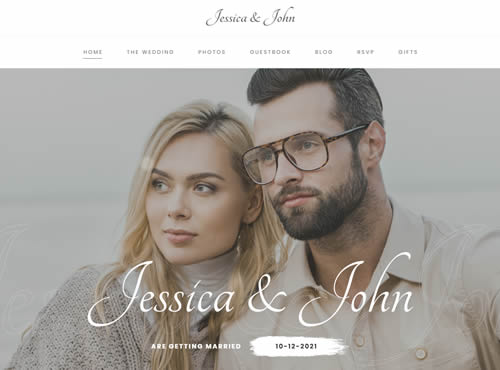 Jessica & John
HOME THE WEDDING PHOTOS GUESTBOOK BLOG RSVP GIFTS
Jessica & John
ARE GETTING MARRIED 10-12-2021